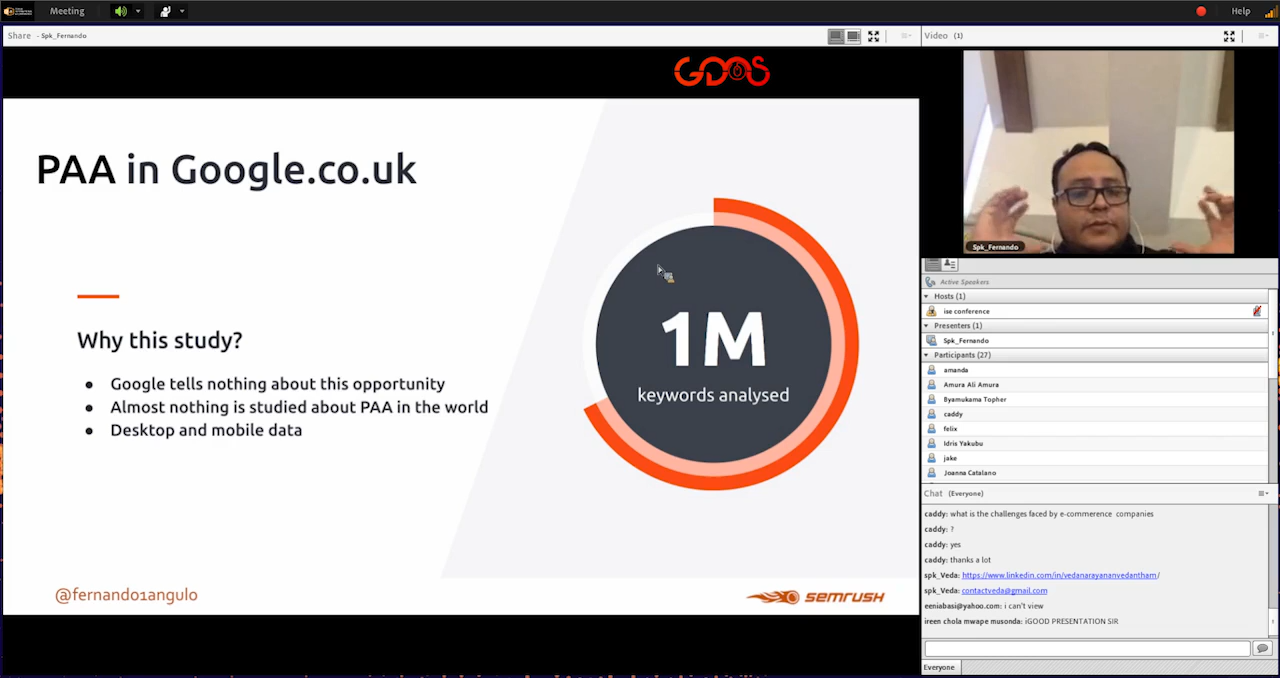 Meeting
Help
Share - Spk_Fernando
Video (1)
GDOS
PAA in Google.co.uk
Why this study?
● Google tells nothing about this opportunity
● Almost nothing is studied about PAA in the world
● Desktop and mobile data
1M
keywords analysed
@fernando1angulo
SEMRUSH
Spk_Fernando
Active Speakers
Hosts (1)
ise conference
Presenters (1)
Spk_Fernando
Participants (27)
amanda
Amura Ali Amura
Byamukama Topher
caddy
felix
Idris Yakubu
jake
Joanna Catalano
Chat (Everyone)
caddy: what is the challenges faced by e-commerence companies
caddy: ?
caddy: yes
caddy: thanks a lot
spk_Veda: https://www.linkedin.com/in/vedanarayananvedantham/
spk_Veda: contactveda@gmail.com
eeniabasi@yahoo.com: i can't view
ireen chola mwape musonda: iGOOD PRESENTATION SIR
Everyone